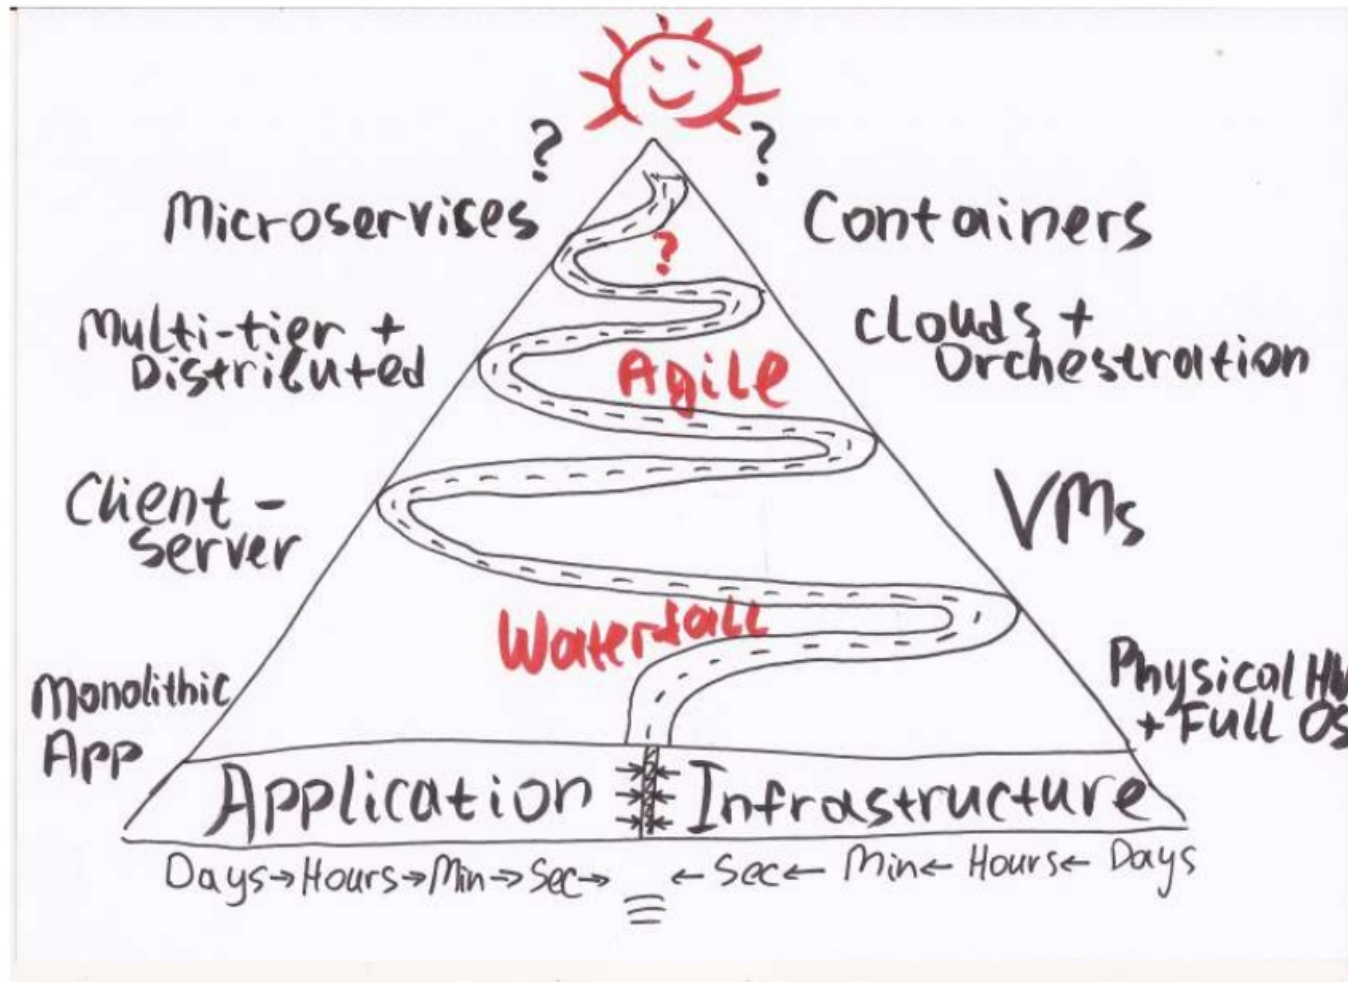 ? ?
Microservises Containers
?
Multi-tier + Clouds +
Distributed Orchestration
Agile
Client - VMs
Server
Waterfall
Monolithic Physical HW
App + Full OS
Application Infrastructure
Days→Hours→Min→Sec→ ←Sec← Min← Hours← Days